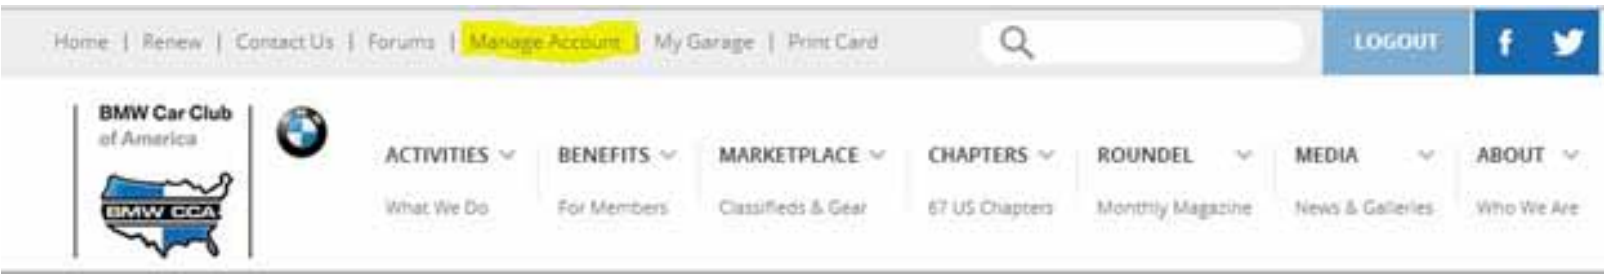 Home | Renew | Contact Us | Forums | Manage Account | My Garage | Print Card
LOGOUT
f
BMW Car Club
of America
BMW CCA
ACTIVITIES
What We Do
BENEFITS
For Members
MARKETPLACE
Classifieds & Gear
CHAPTERS
67 US Chapters
ROUNDEL
Monthly Magazine
MEDIA
News & Galleries
ABOUT
Who We Are